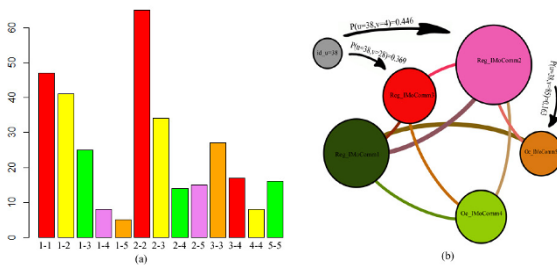 60
50
40
30
20
10
0
1-1 1-2 1-3 1-4 1-5 2-2 2-3 2-4 2-5 3-3 3-4 4-4 5-5
(a)
P(u=38,v=4)=0.446
id_u=38
P(u=38,v=28)=0.369
Reg_IMoComm2
Reg_IMoComm3
Oc_IMoComm5
Oc_IMoComm4
(b)